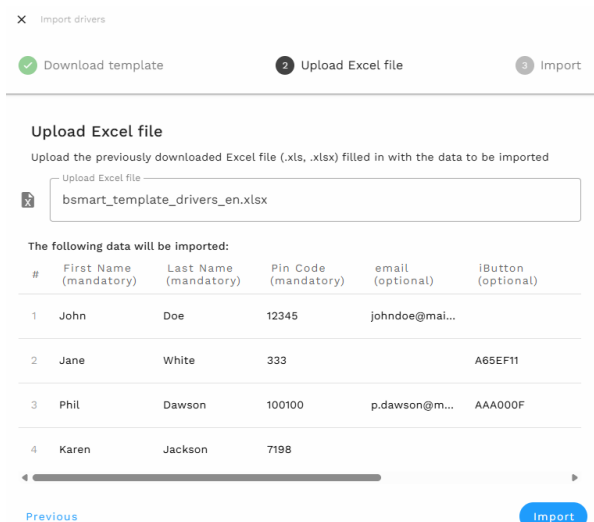 Import drivers
Download template
2 Upload Excel file
3 Import
Upload Excel file
Upload the previously downloaded Excel file (.xls, .xlsx) filled in with the data to be imported
Upload Excel file
bsmart_template_drivers_en.xlsx
The following data will be imported:
# First Name (mandatory) Last Name (mandatory) Pin Code (mandatory) email (optional) iButton (optional)
1 John Doe 12345 johndoe@mai...
2 Jane White 333 A65EF11
3 Phil Dawson 100100 p.dawson@m... AAA000F
4 Karen Jackson 7198
Previous Import